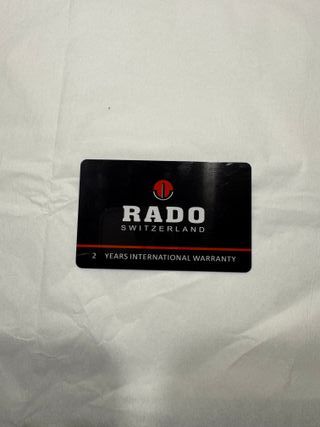 RADO
SWITZERLAND
2 YEARS INTERNATIONAL WARRANTY